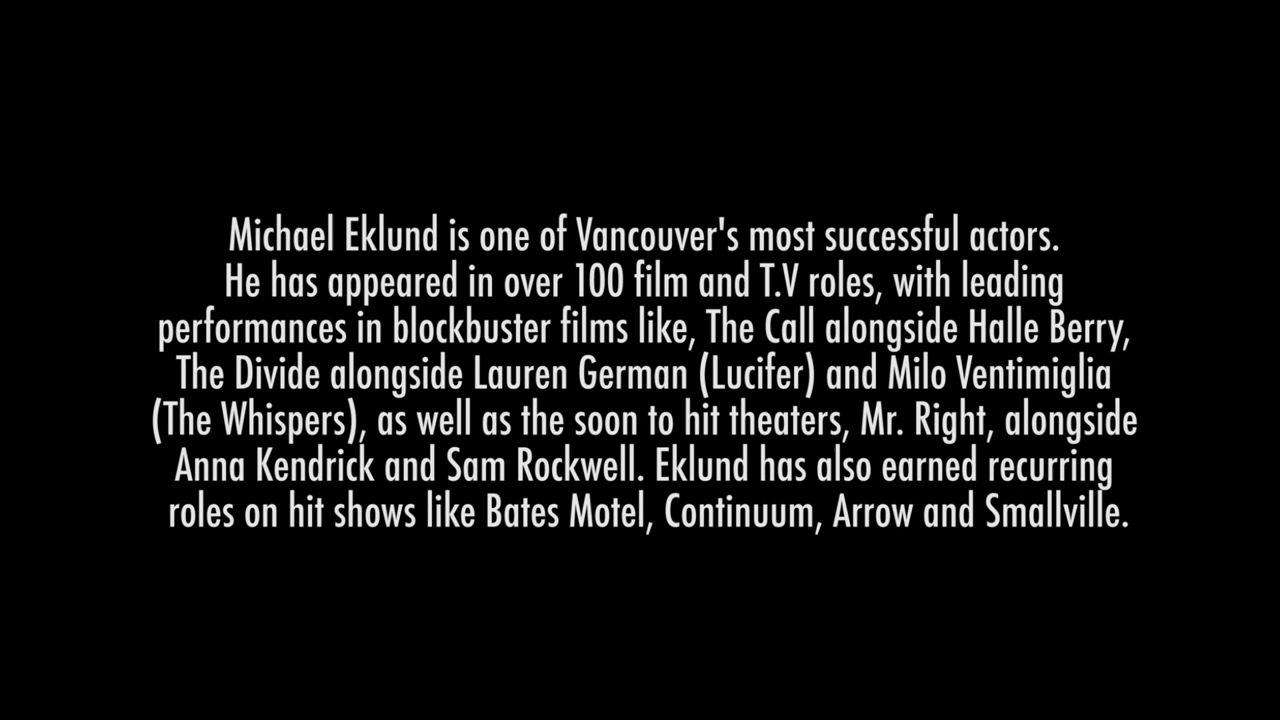 Michael Eklund is one of Vancouver's most successful actors.
He has appeared in over 100 film and T.V roles, with leading
performances in blockbuster films like, The Call alongside Halle Berry,
The Divide alongside Lauren German (Lucifer) and Milo Ventimiglia
(The Whispers), as well as the soon to hit theaters, Mr. Right, alongside
Anna Kendrick and Sam Rockwell. Eklund has also earned recurring
roles on hit shows like Bates Motel, Continuum, Arrow and Smallville.